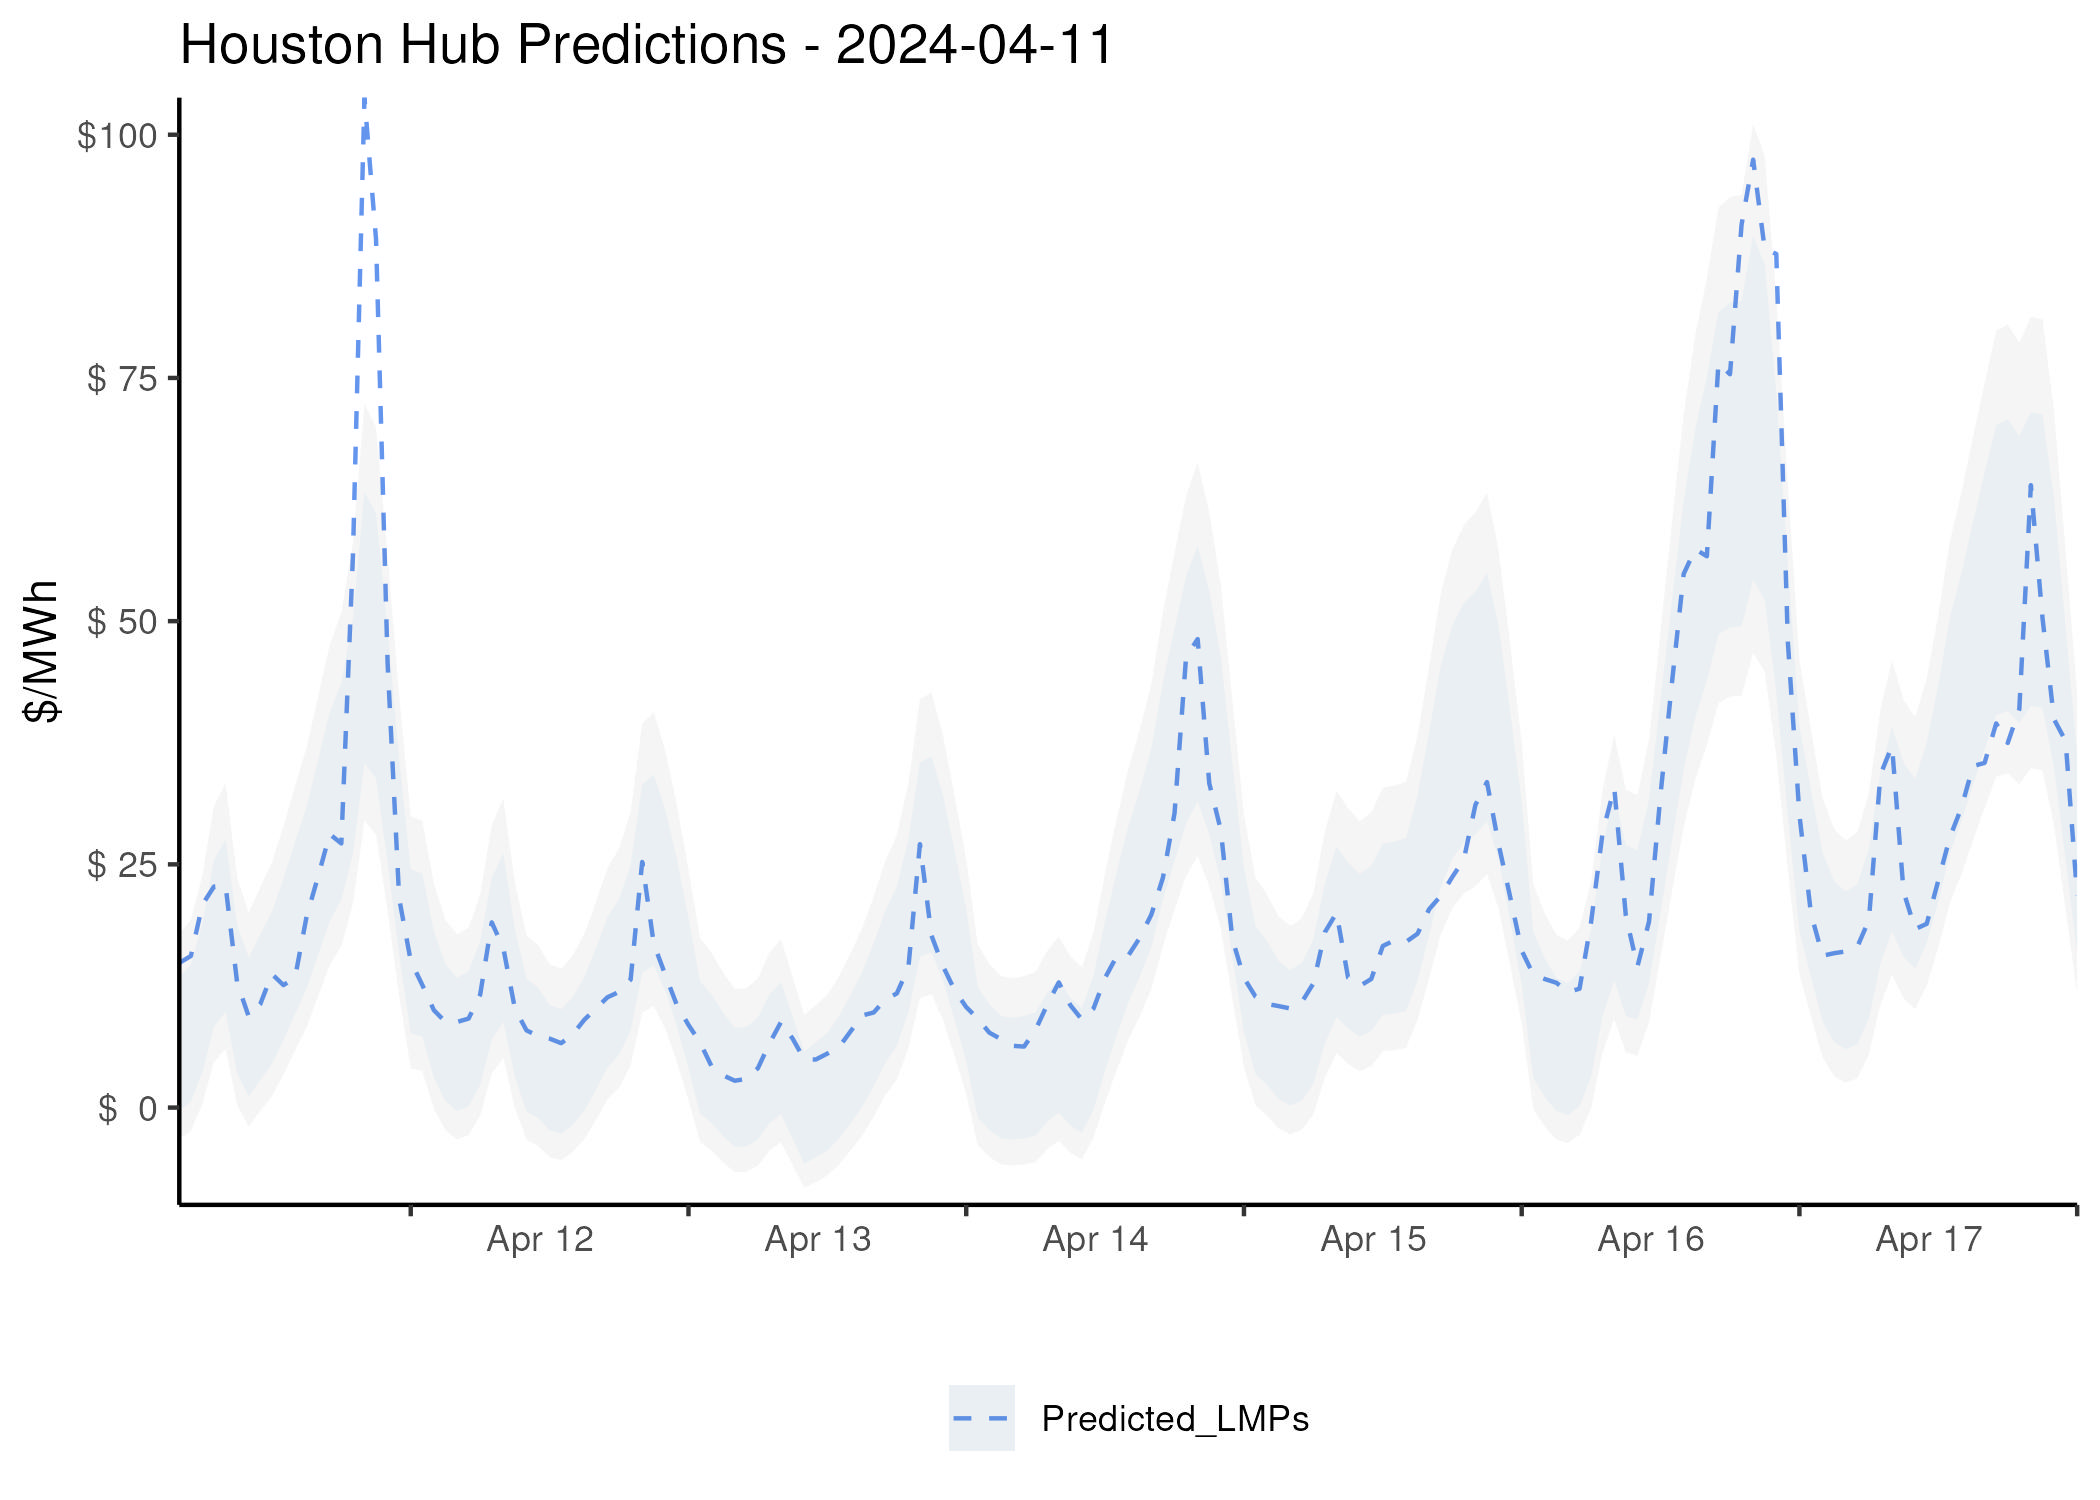 Houston Hub Predictions - 2024-04-11
$100
$ 75
$ 50
$ 25
$  0
$/MWh
Apr 12 Apr 13 Apr 14 Apr 15 Apr 16 Apr 17
Predicted_LMPs